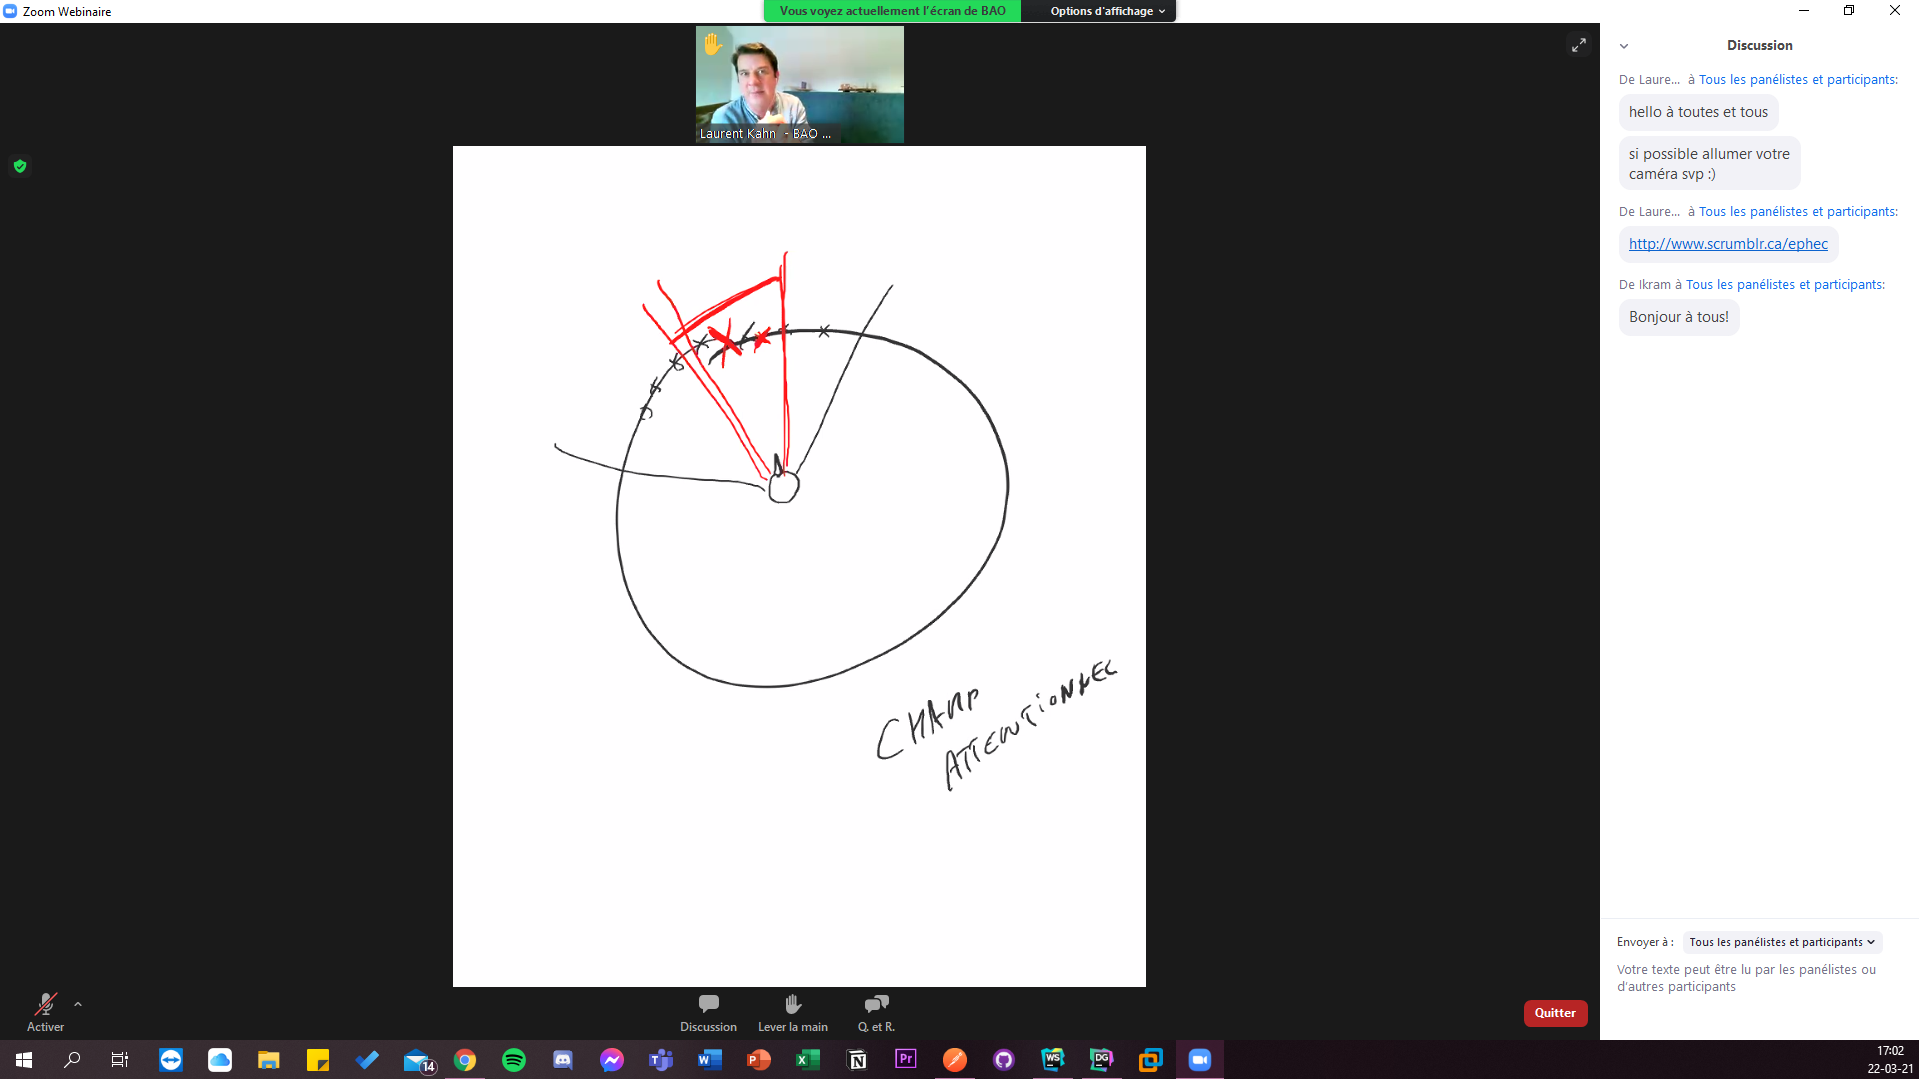 Zoom Webinaire
Vous voyez actuellement l'écran de BAO
Options d'affichage
Laurent Kahn - BAO ...
CHAMP
ATTENTIONNEL
Discussion
De Laure... à Tous les panélistes et participants:
hello à toutes et tous
si possible allumer votre
caméra svp :)
De Laure... à Tous les panélistes et participants:
http://www.scrumblr.ca/ephec
De Ikram à Tous les panélistes et participants:
Bonjour à tous!
Envoyer à : Tous les panélistes et participants
Votre texte peut être lu par les panélistes ou
d'autres participants
Activer
Discussion
Lever la main
Q. et R.
Quitter
14
W
P
X
N
Pr
WS
DG
17:02
22-03-21